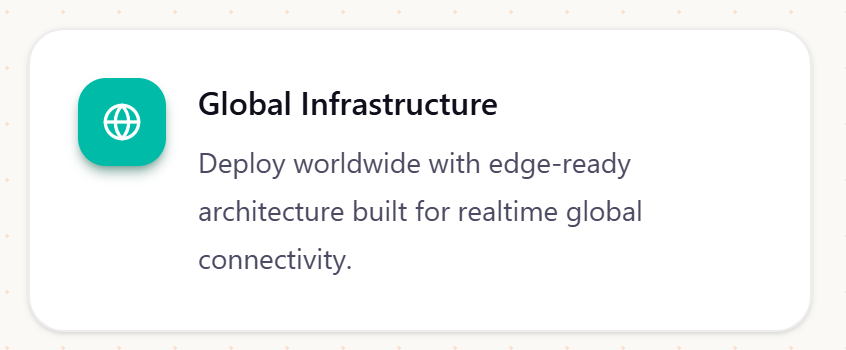 Global Infrastructure
Deploy worldwide with edge-ready
architecture built for realtime global
connectivity.